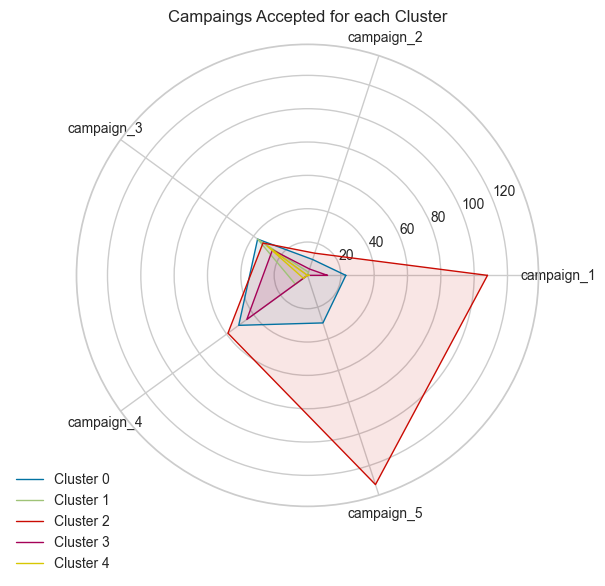 Campaings Accepted for each Cluster
campaign_2
campaign_3
120
100
80
60
40
20
campaign_1
campaign_4
campaign_5
Cluster 0
Cluster 1
Cluster 2
Cluster 3
Cluster 4